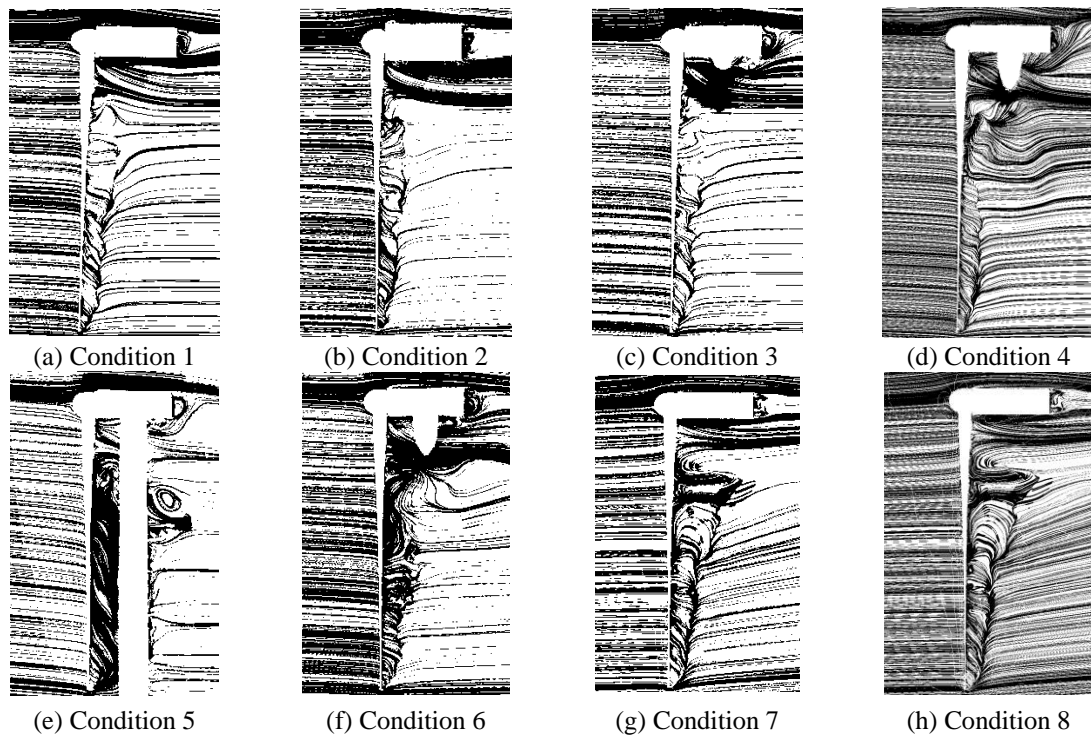 (a) Condition 1
(b) Condition 2
(c) Condition 3
(d) Condition 4
(e) Condition 5
(f) Condition 6
(g) Condition 7
(h) Condition 8